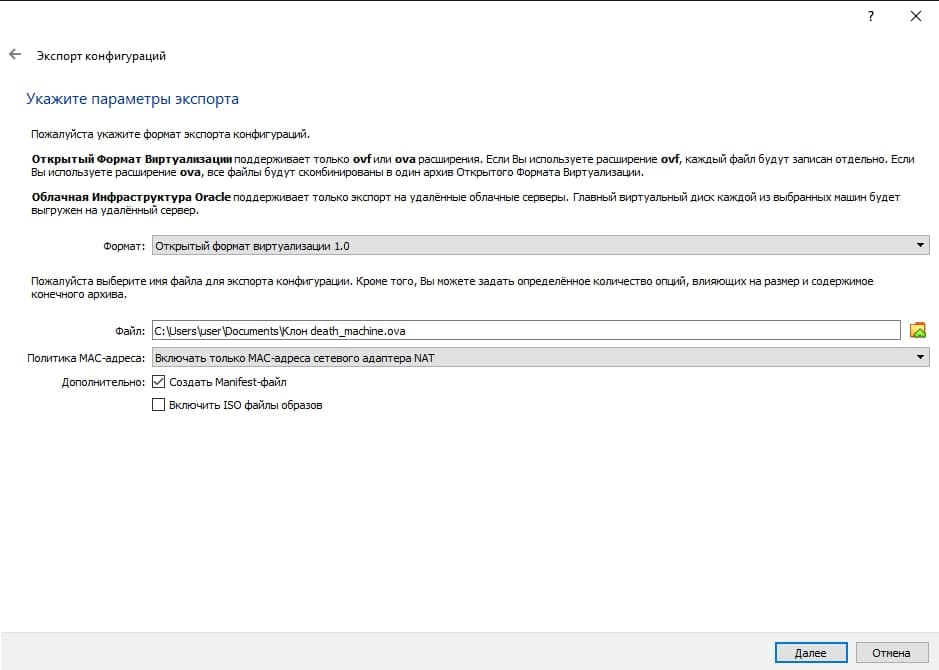 ?
Экспорт конфигураций
Укажите параметры экспорта
Пожалуйста укажите формат экспорта конфигураций.
Открытый Формат Виртуализации поддерживает только ovf или ova расширения. Если Вы используете расширение ovf, каждый файл будут записан отдельно. Если
Вы используете расширение ova, все файлы будут скомбинированы в один архив Открытого Формата Виртуализации.
Облачная Инфраструктура Oracle поддерживает только экспорт на удалённые облачные серверы. Главный виртуальный диск каждой из выбранных машин будет
выгружен на удалённый сервер.
Формат: Открытый формат виртуализации 1.0
Пожалуйста выберите имя файла для экспорта конфигурации. Кроме того, Вы можете задать определённое количество опций, влияющих на размер и содержимое
конечного архива.
Файл: C:\Users\user\Documents\Клон death_machine.ova
Политика MAC-адреса: Включать только MAC-адреса сетевого адаптера NAT
Дополнительно: Создать Manifest-файл
Включить ISO файлы образов
Далее Отмена